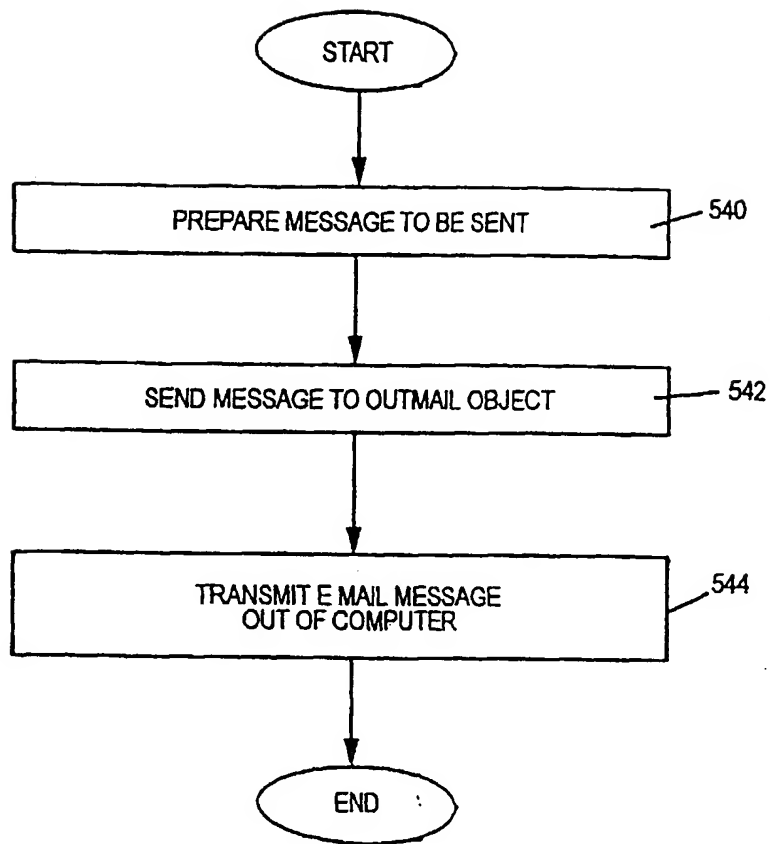 START
PREPARE MESSAGE TO BE SENT
540
SEND MESSAGE TO OUTMAIL OBJECT
542
TRANSMIT E MAIL MESSAGE
OUT OF COMPUTER
544
END